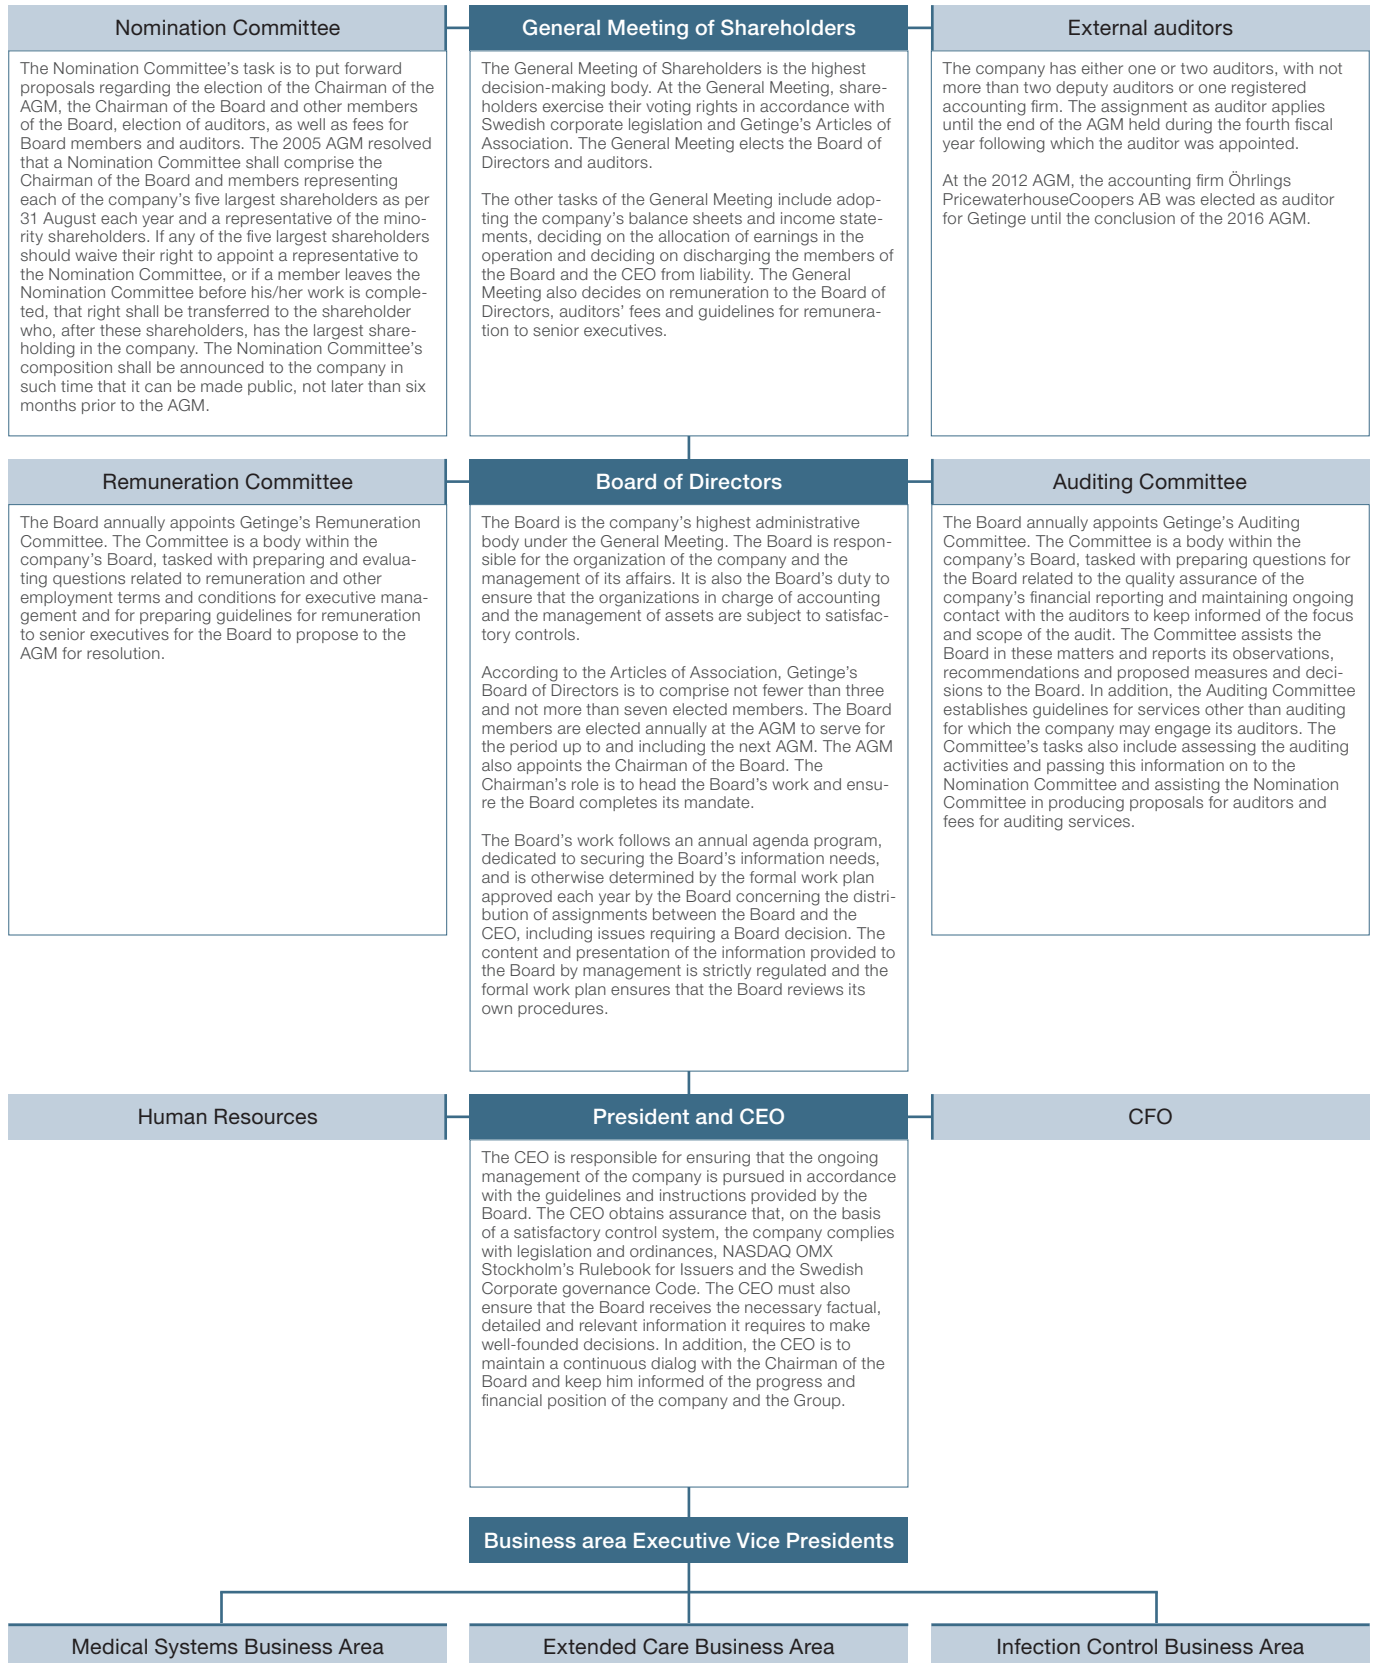 Nomination Committee
The Nomination Committee's task is to put forward
proposals regarding the election of the Chairman of the
AGM, the Chairman of the Board and other members
of the Board, election of auditors, as well as fees for
Board members and auditors. The 2005 AGM resolved
that a Nomination Committee shall comprise the
Chairman of the Board and members representing
each of the company's five largest shareholders as per
31 August each year and a representative of the mino-
rity shareholders. If any of the five largest shareholders
should waive their right to appoint a representative to
the Nomination Committee, or if a member leaves the
Nomination Committee before his/her work is comple-
ted, that right shall be transferred to the shareholder
who, after these shareholders, has the largest share-
holding in the company. The Nomination Committee's
composition shall be announced to the company in
such time that it can be made public, not later than six
months prior to the AGM.
General Meeting of Shareholders
The General Meeting of Shareholders is the highest
decision-making body. At the General Meeting, share-
holders exercise their voting rights in accordance with
Swedish corporate legislation and Getinge's Articles of
Association. The General Meeting elects the Board of
Directors and auditors.
The other tasks of the General Meeting include adop-
ting the company's balance sheets and income state-
ments, deciding on the allocation of earnings in the
operation and deciding on discharging the members of
the Board and the CEO from liability. The General
Meeting also decides on remuneration to the Board of
Directors, auditors' fees and guidelines for remunera-
tion to senior executives.
External auditors
The company has either one or two auditors, with not
more than two deputy auditors or one registered
accounting firm. The assignment as auditor applies
until the end of the AGM held during the fourth fiscal
year following which the auditor was appointed.
At the 2012 AGM, the accounting firm Öhrlings
PricewaterhouseCoopers AB was elected as auditor
for Getinge until the conclusion of the 2016 AGM.
Remuneration Committee
The Board annually appoints Getinge's Remuneration
Committee. The Committee is a body within the
company's Board, tasked with preparing and evalua-
ting questions related to remuneration and other
employment terms and conditions for executive mana-
gement and for preparing guidelines for remuneration
to senior executives for the Board to propose to the
AGM for resolution.
Board of Directors
The Board is the company's highest administrative
body under the General Meeting. The Board is respon-
sible for the organization of the company and the
management of its affairs. It is also the Board's duty to
ensure that the organizations in charge of accounting
and the management of assets are subject to satisfac-
tory controls.
According to the Articles of Association, Getinge's
Board of Directors is to comprise not fewer than three
and not more than seven elected members. The Board
members are elected annually at the AGM to serve for
the period up to and including the next AGM. The AGM
also appoints the Chairman of the Board. The
Chairman's role is to head the Board's work and ensu-
re the Board completes its mandate.
The Board's work follows an annual agenda program,
dedicated to securing the Board's information needs,
and is otherwise determined by the formal work plan
approved each year by the Board concerning the distri-
bution of assignments between the Board and the
CEO, including issues requiring a Board decision. The
content and presentation of the information provided to
the Board by management is strictly regulated and the
formal work plan ensures that the Board reviews its
own procedures.
Auditing Committee
The Board annually appoints Getinge's Auditing
Committee. The Committee is a body within the
company's Board, tasked with preparing questions for
the Board related to the quality assurance of the
company's financial reporting and maintaining ongoing
contact with the auditors to keep informed of the focus
and scope of the audit. The Committee assists the
Board in these matters and reports its observations,
recommendations and proposed measures and deci-
sions to the Board. In addition, the Auditing Committee
establishes guidelines for services other than auditing
for which the company may engage its auditors. The
Committee's tasks also include assessing the auditing
activities and passing this information on to the
Nomination Committee and assisting the Nomination
Committee in producing proposals for auditors and
fees for auditing services.
Human Resources
President and CEO
The CEO is responsible for ensuring that the ongoing
management of the company is pursued in accordance
with the guidelines and instructions provided by the
Board. The CEO obtains assurance that, on the basis
of a satisfactory control system, the company complies
with legislation and ordinances, NASDAQ OMX
Stockholm's Rulebook for Issuers and the Swedish
Corporate governance Code. The CEO must also
ensure that the Board receives the necessary factual,
detailed and relevant information it requires to make
well-founded decisions. In addition, the CEO is to
maintain a continuous dialog with the Chairman of the
Board and keep him informed of the progress and
financial position of the company and the Group.
CFO
Business area Executive Vice Presidents
Medical Systems Business Area
Extended Care Business Area
Infection Control Business Area